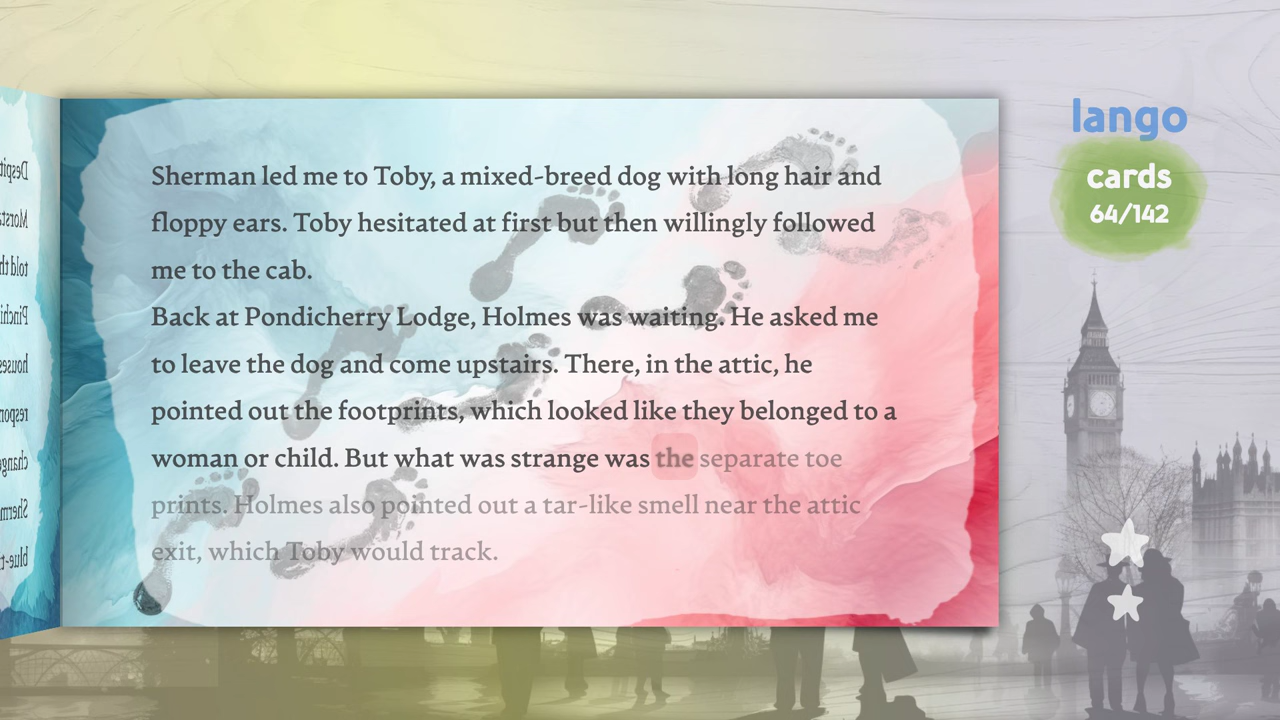 Sherman led me to Toby, a mixed-breed dog with long hair and
floppy ears. Toby hesitated at first but then willingly followed
me to the cab.
Back at Pondicherry Lodge, Holmes was waiting. He asked me
to leave the dog and come upstairs. There, in the attic, he
pointed out the footprints, which looked like they belonged to a
woman or child. But what was strange was the separate toe
prints. Holmes also pointed out a tar-like smell near the attic
exit, which Toby would track.
lango
cards
64/142